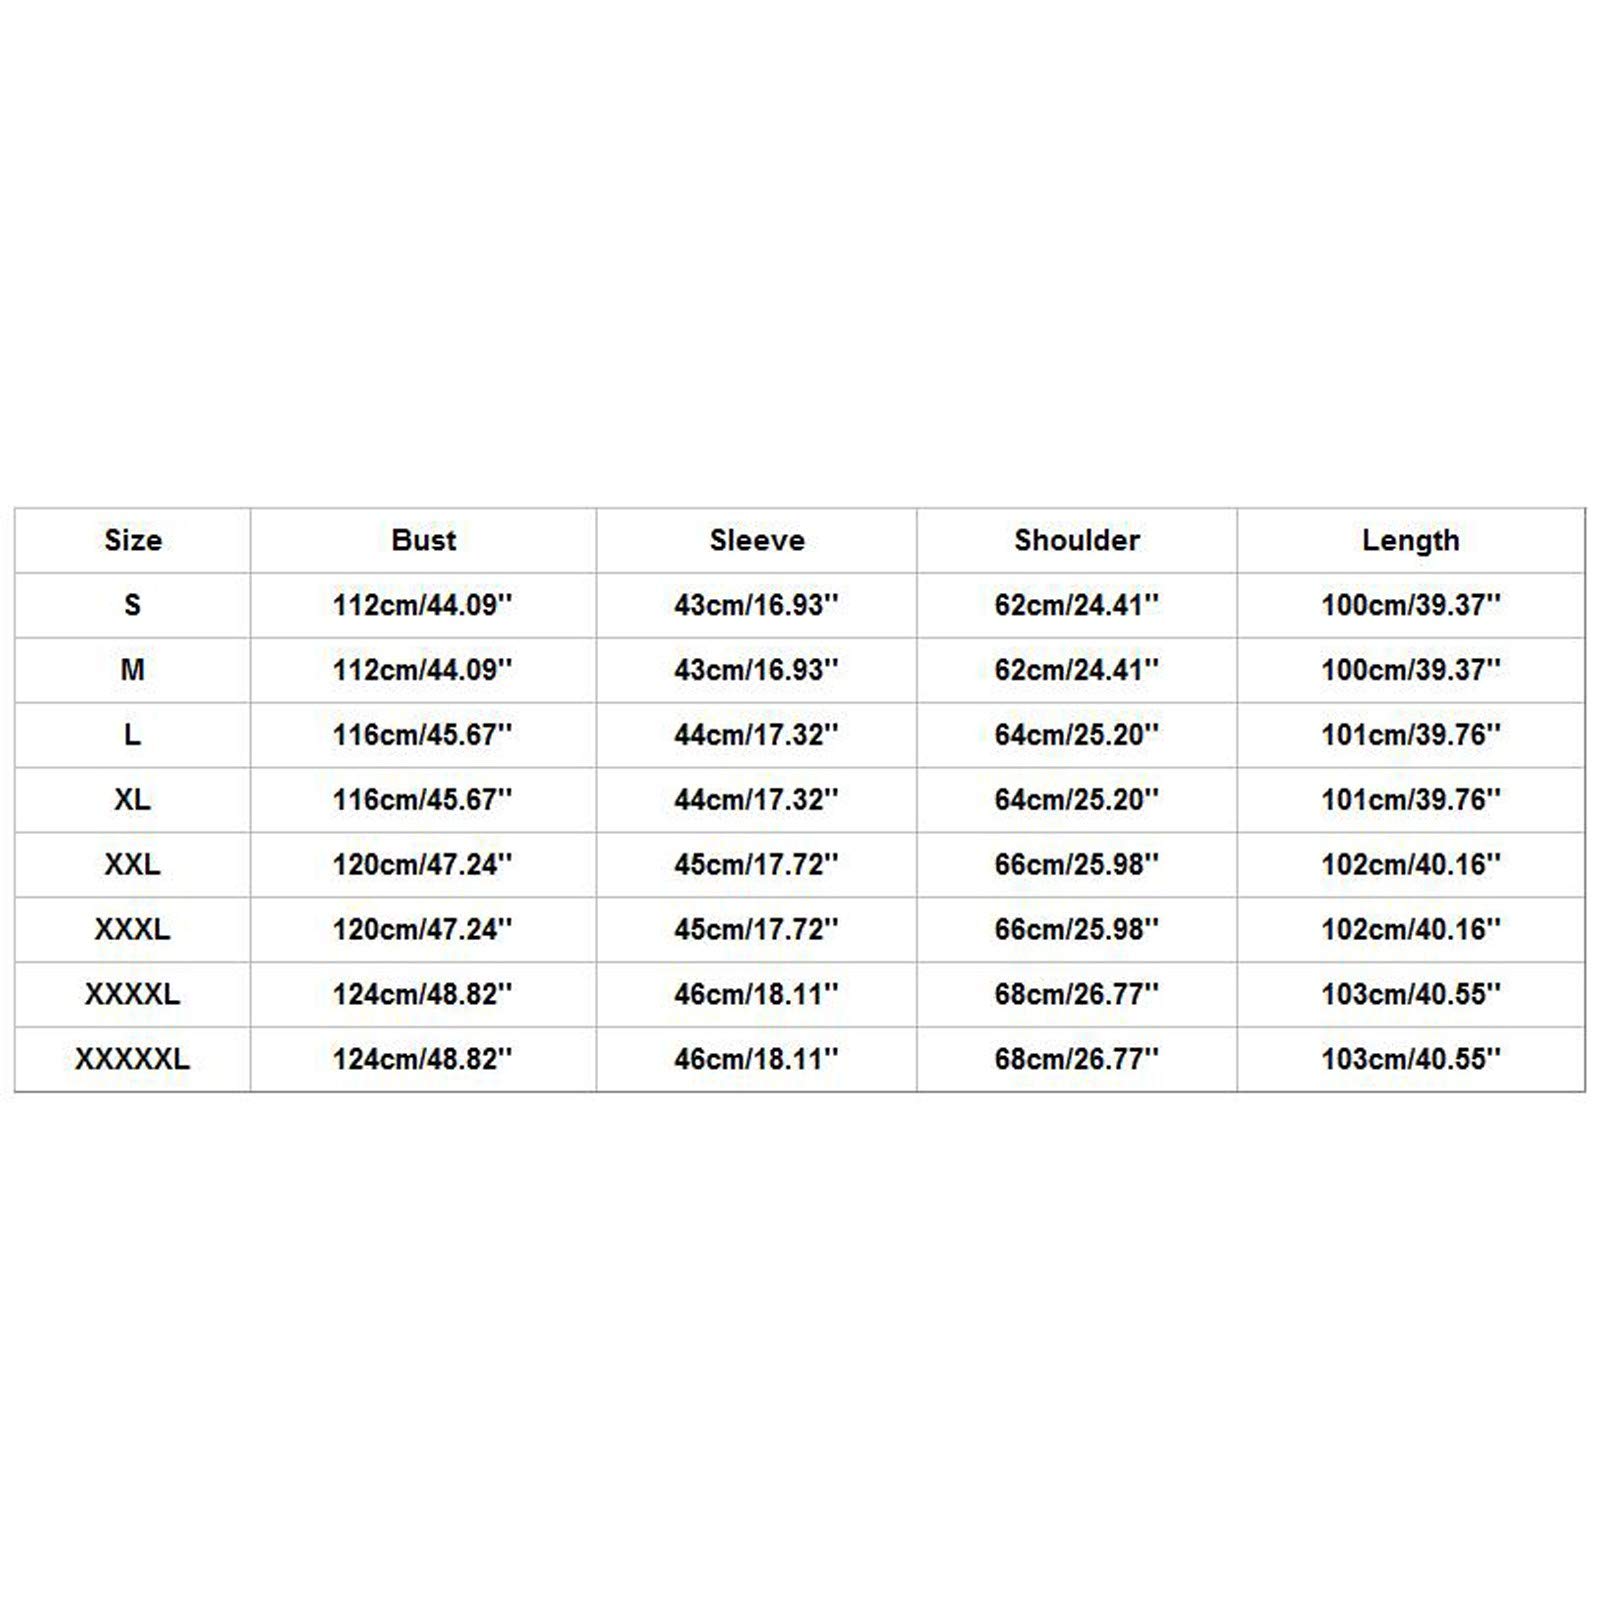 Size Bust Sleeve Shoulder Length
S 112cm/44.09'' 43cm/16.93'' 62cm/24.41'' 100cm/39.37''
M 112cm/44.09'' 43cm/16.93'' 62cm/24.41'' 100cm/39.37''
L 116cm/45.67'' 44cm/17.32'' 64cm/25.20'' 101cm/39.76''
XL 116cm/45.67'' 44cm/17.32'' 64cm/25.20'' 101cm/39.76''
XXL 120cm/47.24'' 45cm/17.72'' 66cm/25.98'' 102cm/40.16''
XXXL 120cm/47.24'' 45cm/17.72'' 66cm/25.98'' 102cm/40.16''
XXXXL 124cm/48.82'' 46cm/18.11'' 68cm/26.77'' 103cm/40.55''
XXXXXL 124cm/48.82'' 46cm/18.11'' 68cm/26.77'' 103cm/40.55''